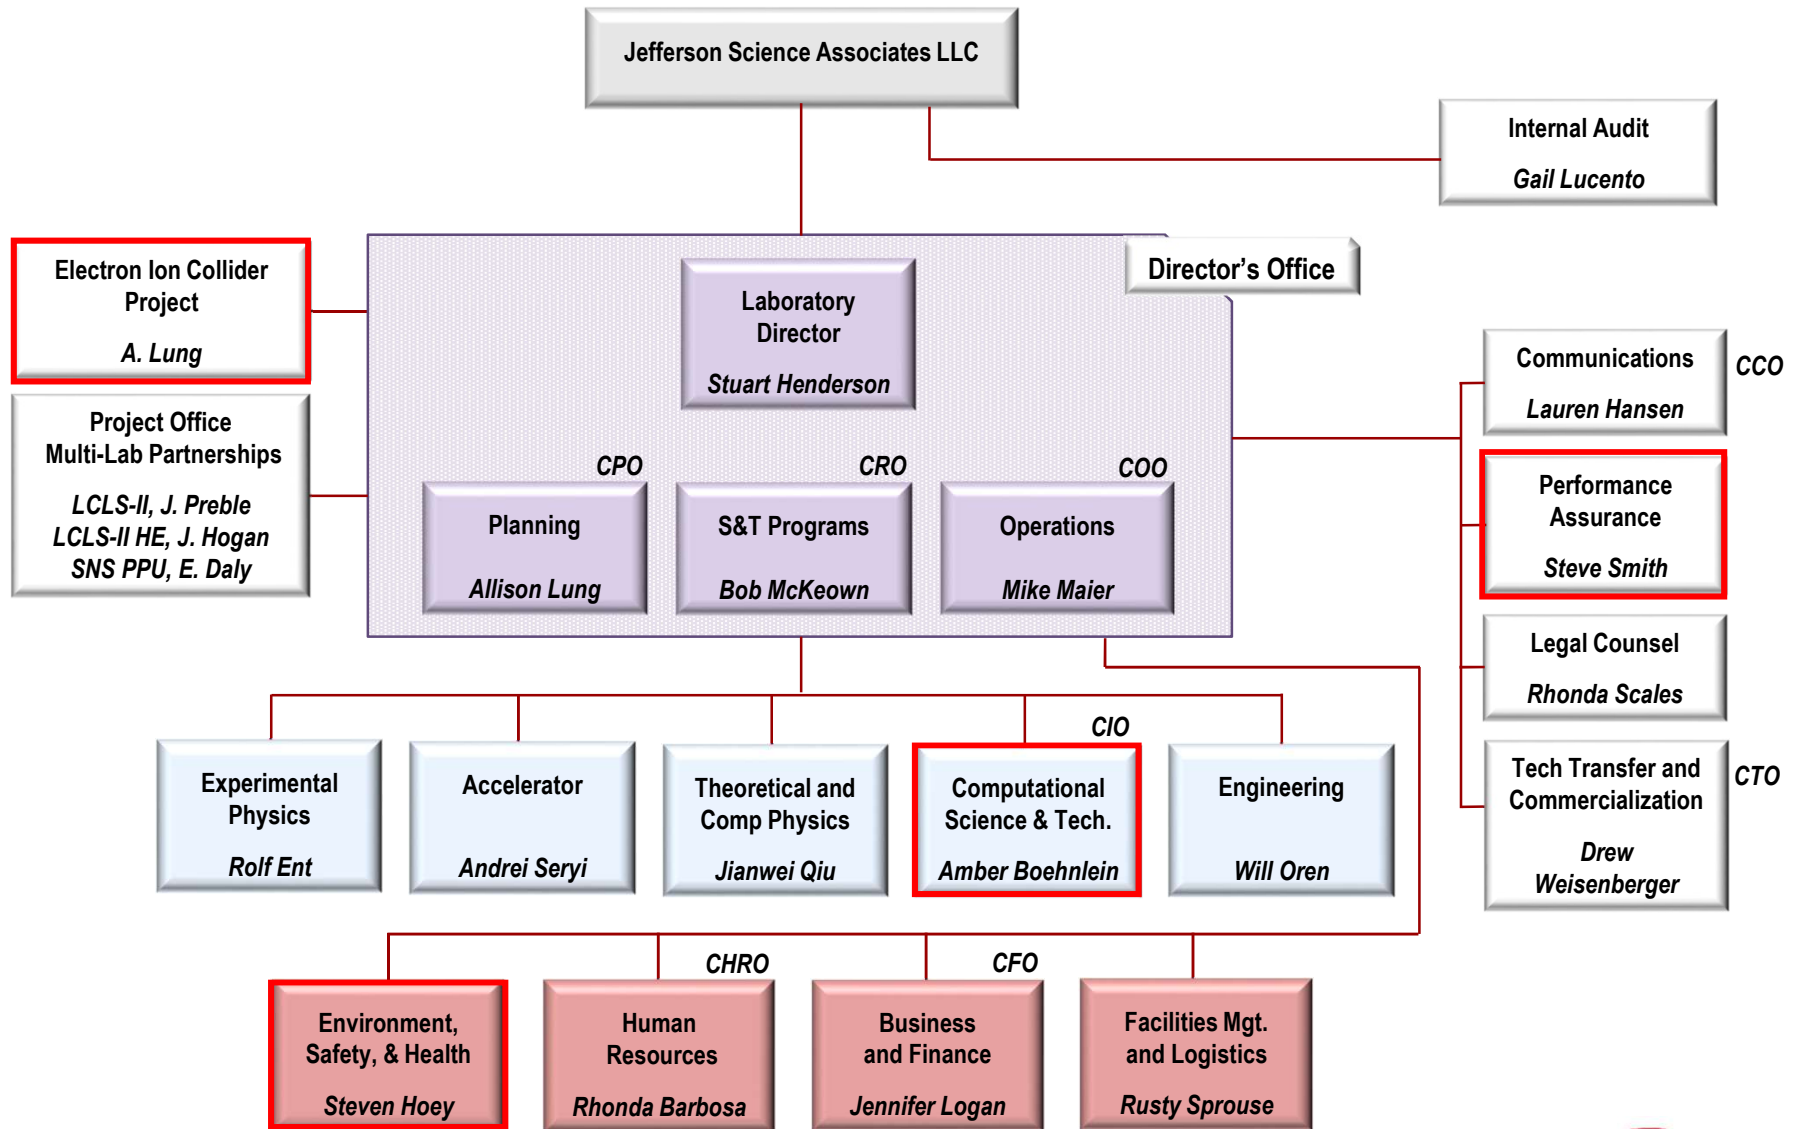 Jefferson Science Associates LLC
Internal Audit
Gail Lucento
Electron Ion Collider
Project
A. Lung
Director's Office
Laboratory
Director
Stuart Henderson
Project Office
Multi-Lab Partnerships
LCLS-II, J. Preble
LCLS-II HE, J. Hogan
SNS PPU, E. Daly
CPO
Planning
Allison Lung
CRO
S&T Programs
Bob McKeown
COO
Operations
Mike Maier
Communications
Lauren Hansen
CCO
Performance
Assurance
Steve Smith
Legal Counsel
Rhonda Scales
Tech Transfer and
Commercialization
Drew
Weisenberger
CTO
Experimental
Physics
Rolf Ent
Accelerator
Andrei Seryi
Theoretical and
Comp Physics
Jianwei Qiu
CIO
Computational
Science & Tech.
Amber Boehnlein
Engineering
Will Oren
Environment,
Safety, & Health
Steven Hoey
CHRO
Human
Resources
Rhonda Barbosa
CFO
Business
and Finance
Jennifer Logan
Facilities Mgt.
and Logistics
Rusty Sprouse